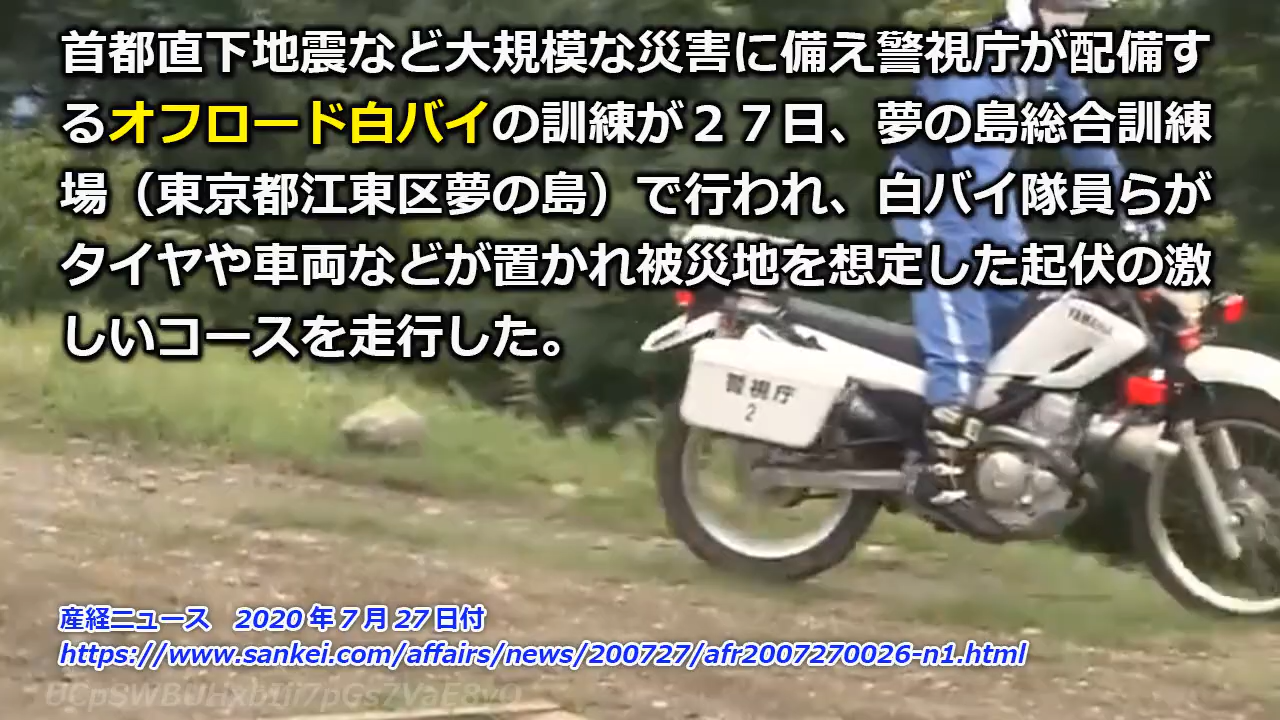 首都直下地震など大規模な災害に備え警視庁が配備す
るオフロード白バイの訓練が２７日、夢の島総合訓練
場（東京都江東区夢の島）で行われ、白バイ隊員らが
タイヤや車両などが置かれ被災地を想定した起伏の激
しいコースを走行した。
YAMAHA
警視庁
2
産経ニュース　2020年7月27日付
https://www.sankei.com/affairs/news/200727/afr2007270026-n1.html